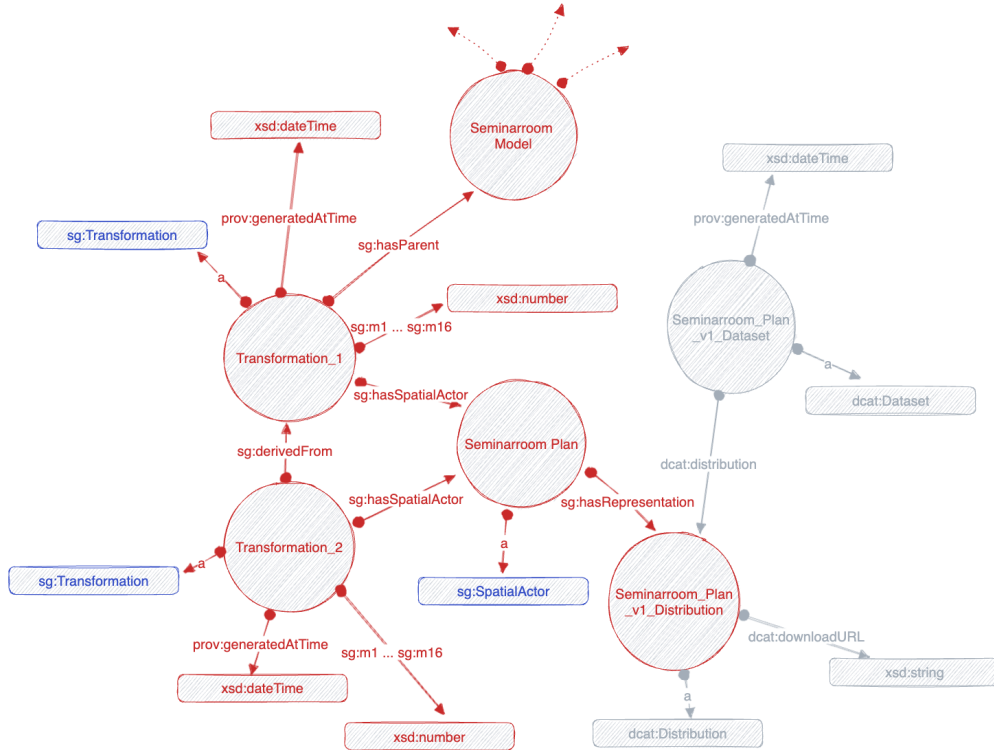 xsd:dateTime
Seminarroom
Model
xsd:dateTime
prov:generatedAtTime
prov:generatedAtTime
sg:Transformation
sg:hasParent
a
xsd:number
Seminarroom_Plan
_v1_Dataset
sg:m1 ... sg:m16
Transformation_1
a
sg:hasSpatialActor
dcat:Dataset
Seminarroom Plan
sg:derivedFrom
dcat:distribution
sg:hasSpatialActor
sg:hasRepresentation
Transformation_2
a
a
sg:Transformation
sg:SpatialActor
Seminarroom_Plan
_v1_Distribution
prov:generatedAtTime
sg:m1 ... sg:m16
dcat:downloadURL
xsd:string
xsd:dateTime
a
xsd:number
dcat:Distribution